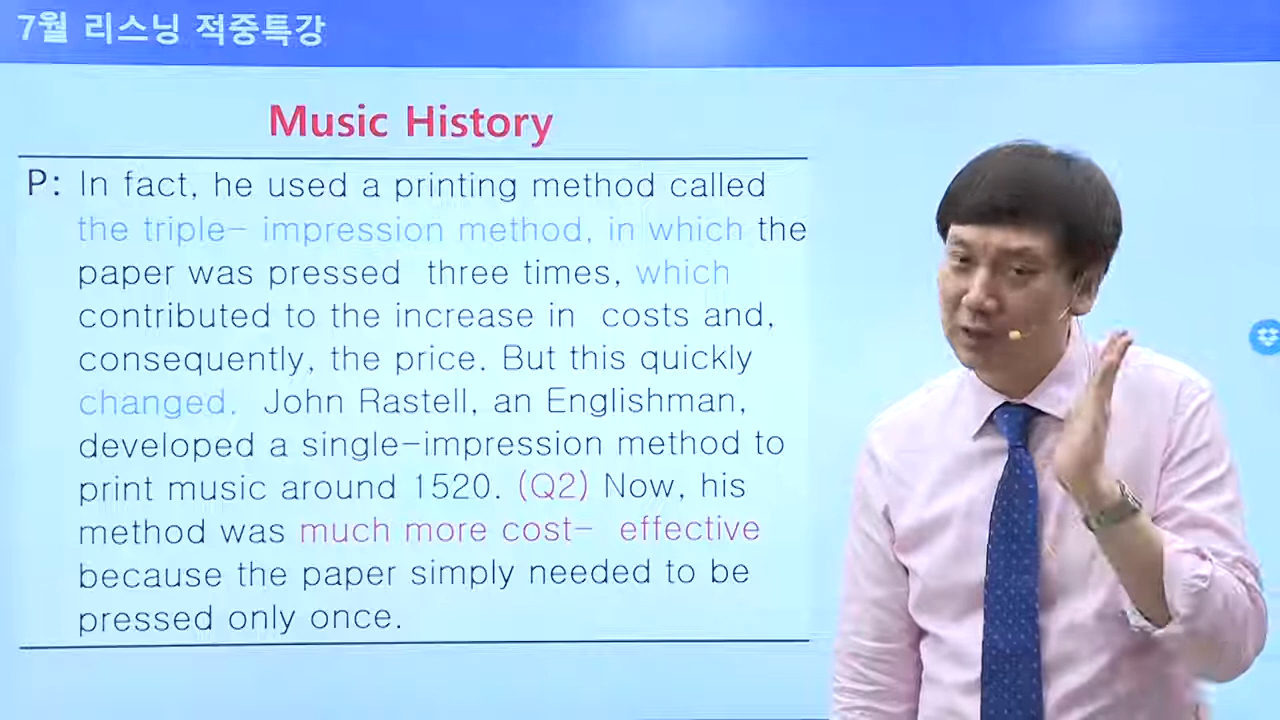 7월 리스닝 적중특강
Music History
P: In fact, he used a printing method called
the triple- impression method, in which the
paper was pressed three times, which
contributed to the increase in costs and,
consequently, the price. But this quickly
changed. John Rastell, an Englishman,
developed a single-impression method to
print music around 1520. (Q2) Now, his
method was much more cost- effective
because the paper simply needed to be
pressed only once.